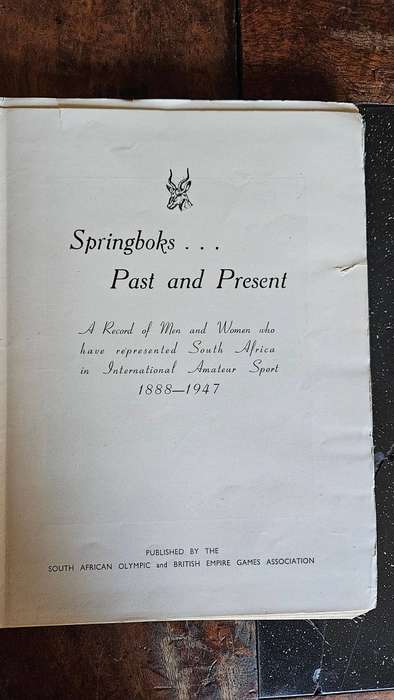 Springboks . . .
Past and Present
A Record of Men and Women who
have represented South Africa
in International Amateur Sport
1888—1947
PUBLISHED BY THE
SOUTH AFRICAN OLYMPIC and BRITISH EMPIRE GAMES ASSOCIATION